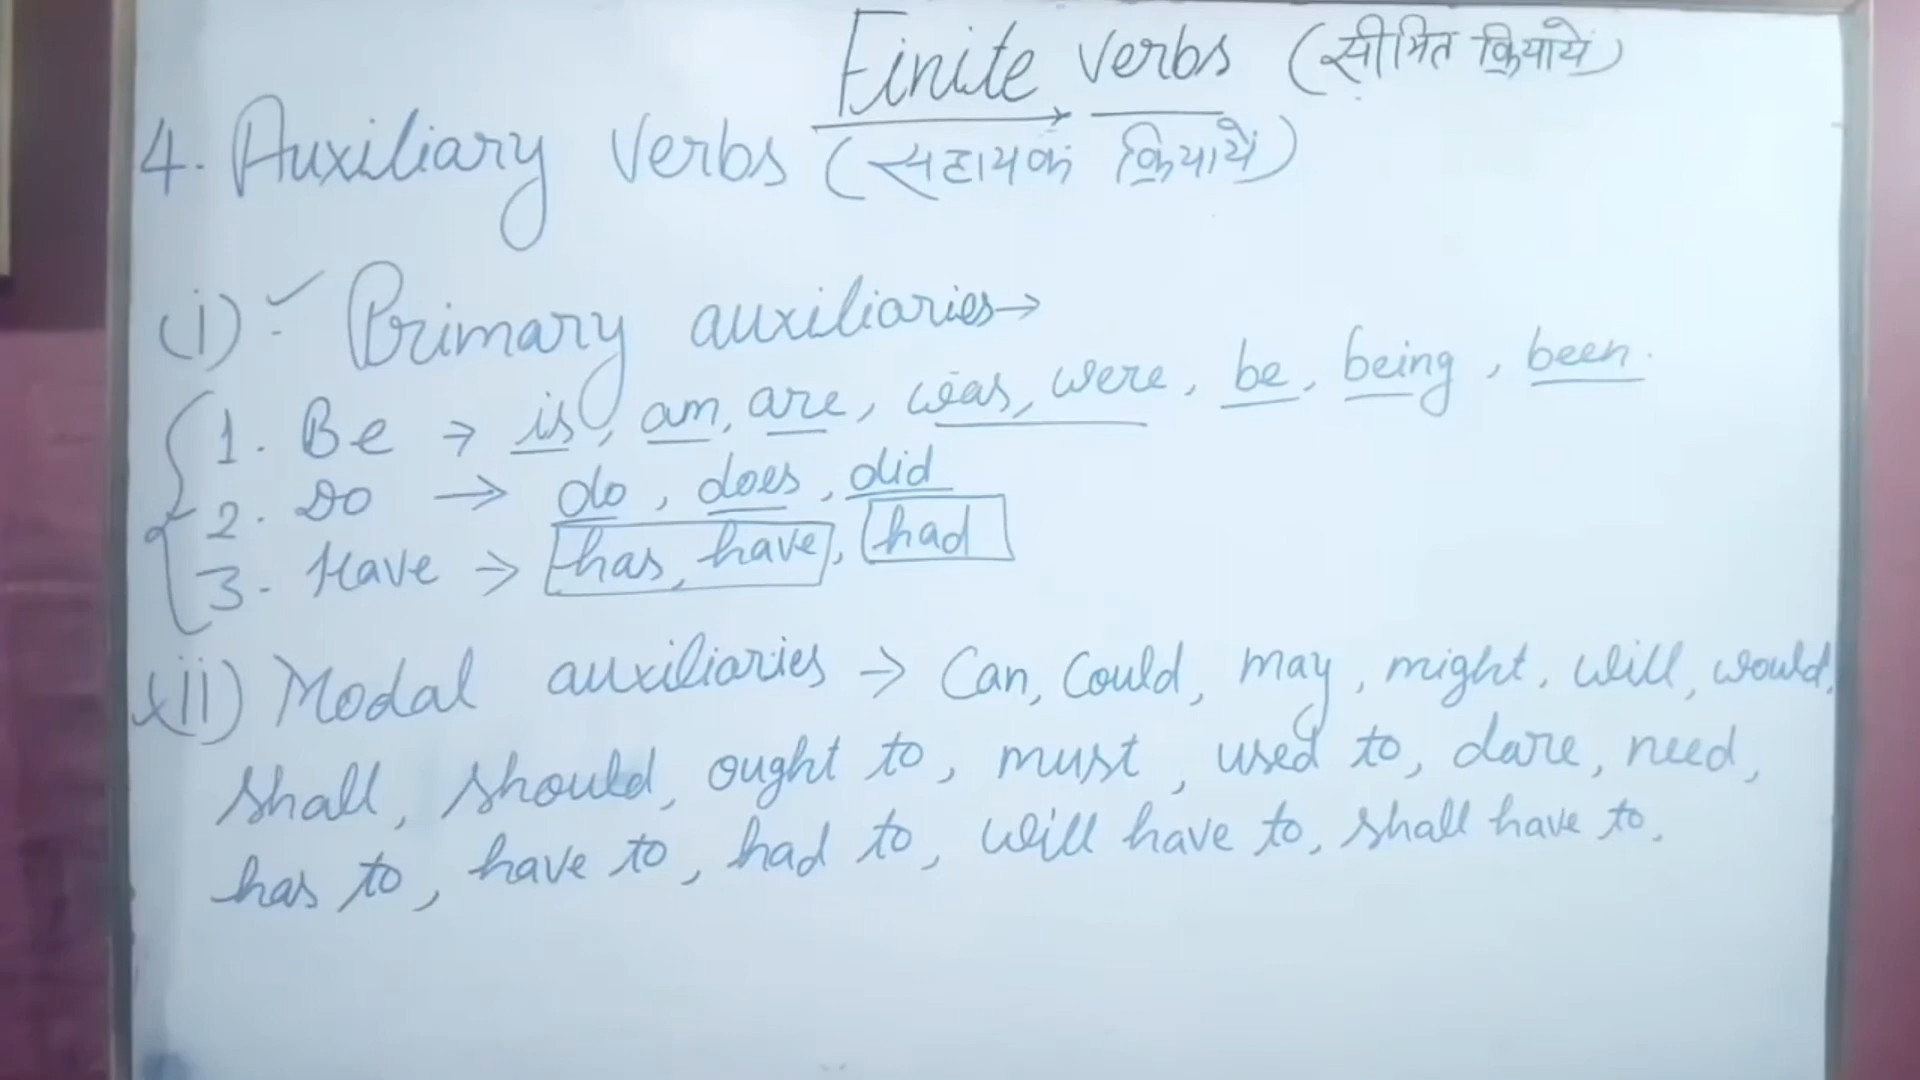 Finite verbs (सीमित क्रियाये)
4. Auxiliary verbs (सहायक क्रियाये)
(i) Primary auxiliaries→
1. Be → is, am, are, was, were, be, being, been.
2. Do → do, does, did
3. Have → has, have, had
(ii) Modal auxiliaries → Can, Could, may, might, will, would,
shall, should, ought to, must, used to, dare, need,
has to, have to, had to, will have to, shall have to.